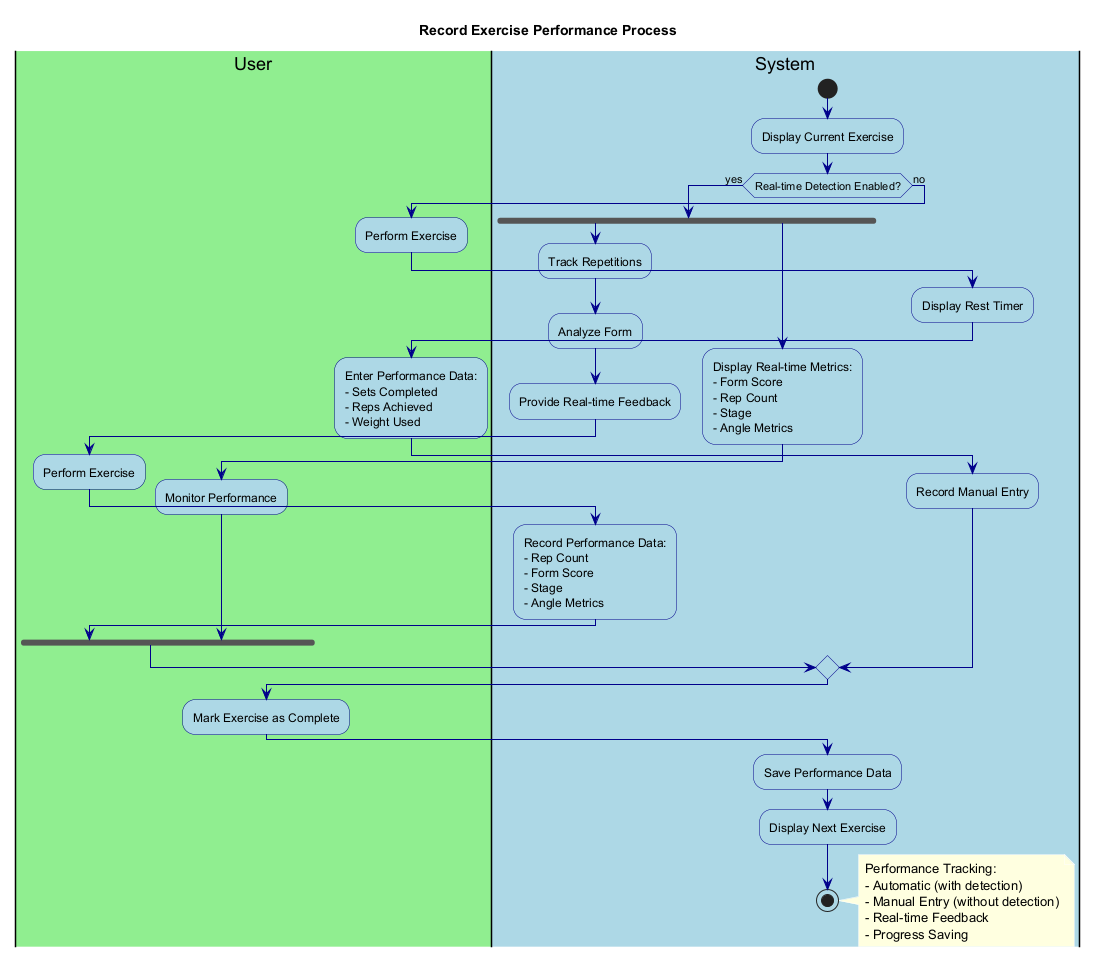 Record Exercise Performance Process
User
System
Display Current Exercise
yes
Real-time Detection Enabled?
no
Perform Exercise
Track Repetitions
Display Rest Timer
Analyze Form
Enter Performance Data:
- Sets Completed
- Reps Achieved
- Weight Used
Provide Real-time Feedback
Display Real-time Metrics:
- Form Score
- Rep Count
- Stage
- Angle Metrics
Perform Exercise
Monitor Performance
Record Manual Entry
Record Performance Data:
- Rep Count
- Form Score
- Stage
- Angle Metrics
Mark Exercise as Complete
Save Performance Data
Display Next Exercise
Performance Tracking:
- Automatic (with detection)
- Manual Entry (without detection)
- Real-time Feedback
- Progress Saving